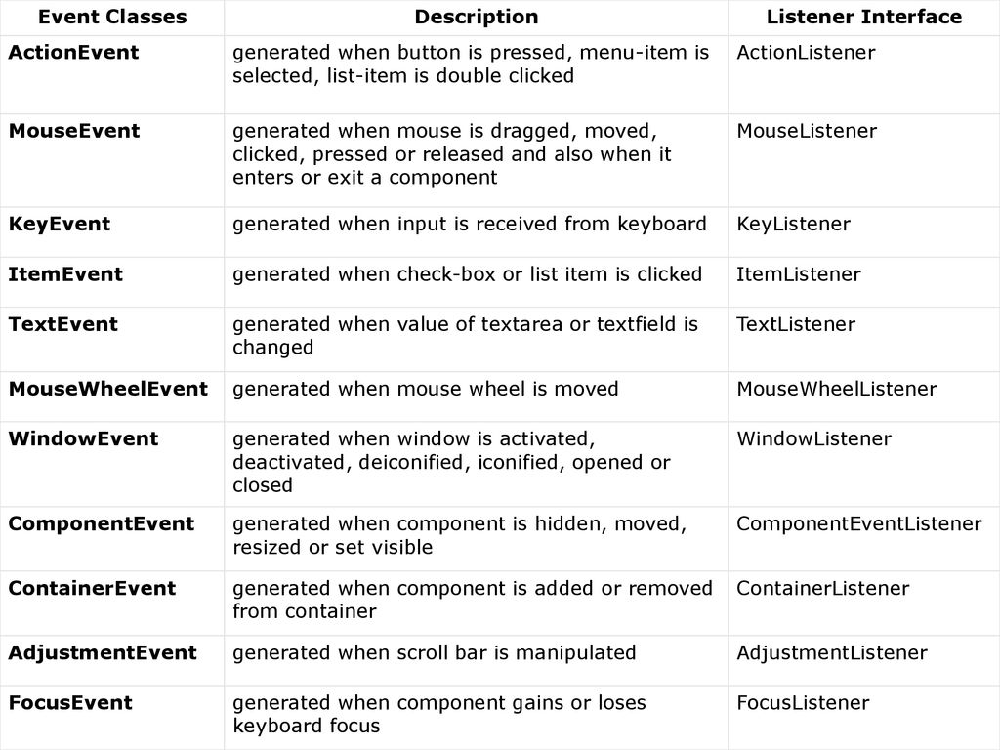 Event Classes Description Listener Interface
ActionEvent generated when button is pressed, menu-item is ActionListener
selected, list-item is double clicked
MouseEvent generated when mouse is dragged, moved, MouseListener
clicked, pressed or released and also when it
enters or exit a component
KeyEvent generated when input is received from keyboard KeyListener
ItemEvent generated when check-box or list item is clicked ItemListener
TextEvent generated when value of textarea or textfield is TextListener
changed
MouseWheelEvent generated when mouse wheel is moved MouseWheelListener
WindowEvent generated when window is activated, WindowListener
deactivated, deiconified, iconified, opened or
closed
ComponentEvent generated when component is hidden, moved, ComponentEventListener
resized or set visible
ContainerEvent generated when component is added or removed ContainerListener
from container
AdjustmentEvent generated when scroll bar is manipulated AdjustmentListener
FocusEvent generated when component gains or loses FocusListener
keyboard focus